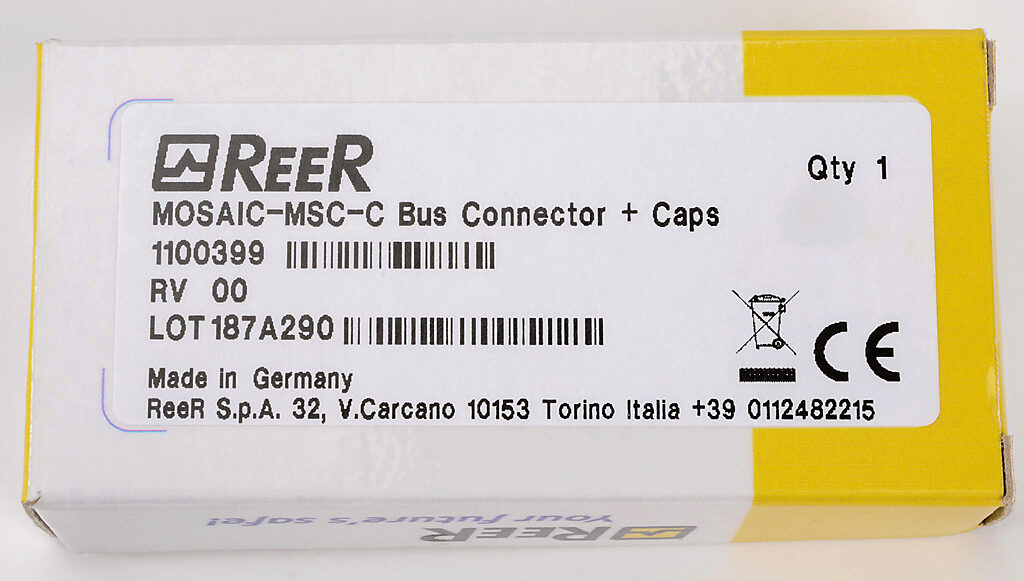 REER
MOSAIC-MSC-C Bus Connector + Caps
Qty 1
1100399
RV 00
LOT 187A290
CE
Made in Germany
ReeR S.p.A. 32, V.Carcano 10153 Torino Italia +39 0112482215
REER Your future's safe!